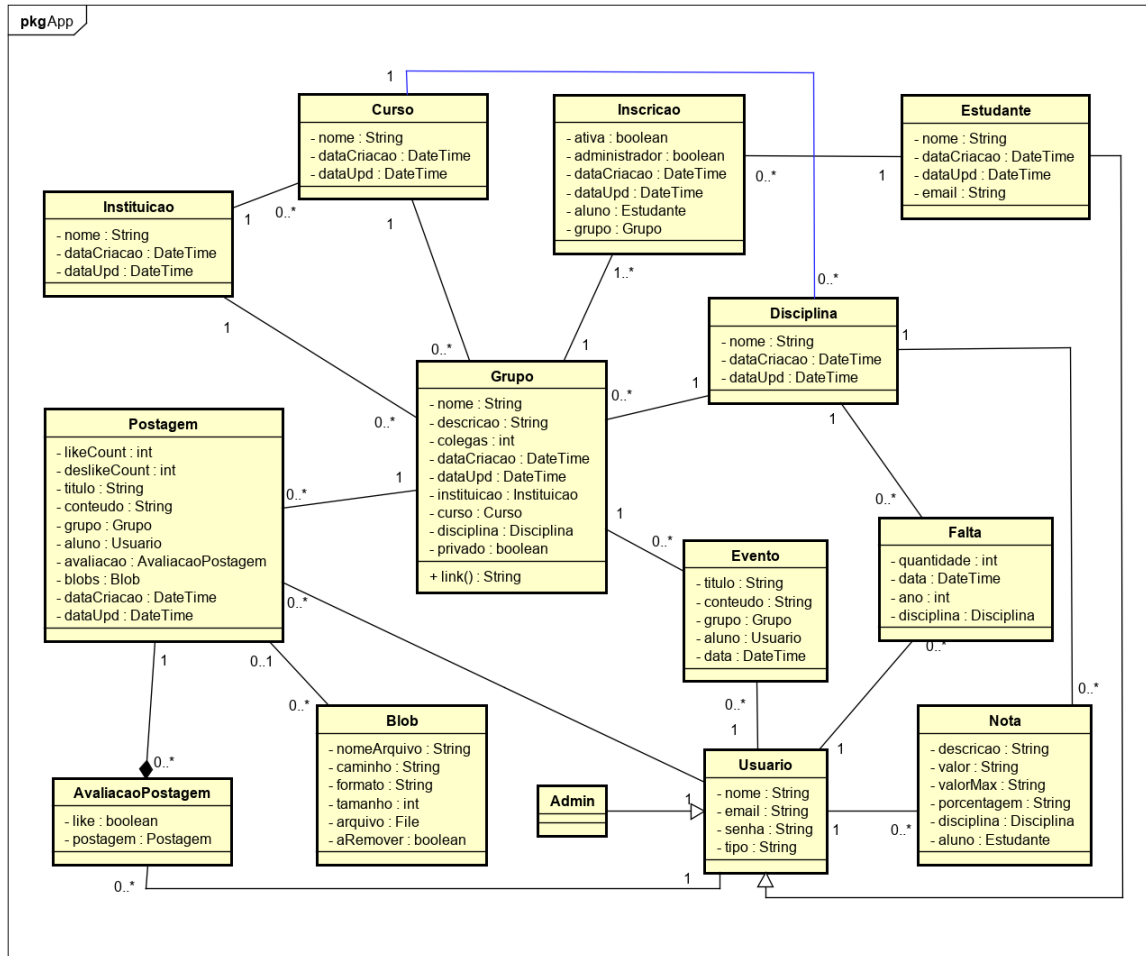 pkg App
1
Curso
- nome : String
- dataCriacao : DateTime
- dataUpd : DateTime
Inscricao
- ativa : boolean
- administrador : boolean
- dataCriacao : DateTime
- dataUpd : DateTime
- aluno : Estudante
- grupo : Grupo
Estudante
- nome : String
- dataCriacao : DateTime
- dataUpd : DateTime
- email : String
0..*
1
Instituicao
- nome : String
- dataCriacao : DateTime
- dataUpd : DateTime
1
0..*
1
1..*
0..*
1
Disciplina
- nome : String
- dataCriacao : DateTime
- dataUpd : DateTime
1
1
0..*
1
0..*
1
0..*
1
Grupo
- nome : String
- descricao : String
- colegas : int
- dataCriacao : DateTime
- dataUpd : DateTime
- instituicao : Instituicao
- curso : Curso
- disciplina : Disciplina
- privado : boolean
+ link() : String
Postagem
- likeCount : int
- deslikeCount : int
- titulo : String
- conteudo : String
- grupo : Grupo
- aluno : Usuario
- avaliacao : AvaliacaoPostagem
- blobs : Blob
- dataCriacao : DateTime
- dataUpd : DateTime
1
0..*
0..*
1
0..*
0..*
Evento
- titulo : String
- conteudo : String
- grupo : Grupo
- aluno : Usuario
- data : DateTime
Falta
- quantidade : int
- data : DateTime
- ano : int
- disciplina : Disciplina
0..*
1
0..1
0..*
0..*
0..*
0..*
1
1
Blob
- nomeArquivo : String
- caminho : String
- formato : String
- tamanho : int
- arquivo : File
- aRemover : boolean
Nota
- descricao : String
- valor : String
- valorMax : String
- porcentagem : String
- disciplina : Disciplina
- aluno : Estudante
0..*
AvaliacaoPostagem
- like : boolean
- postagem : Postagem
Admin
1
Usuario
- nome : String
- email : String
- senha : String
- tipo : String
1
0..*
0..*
1